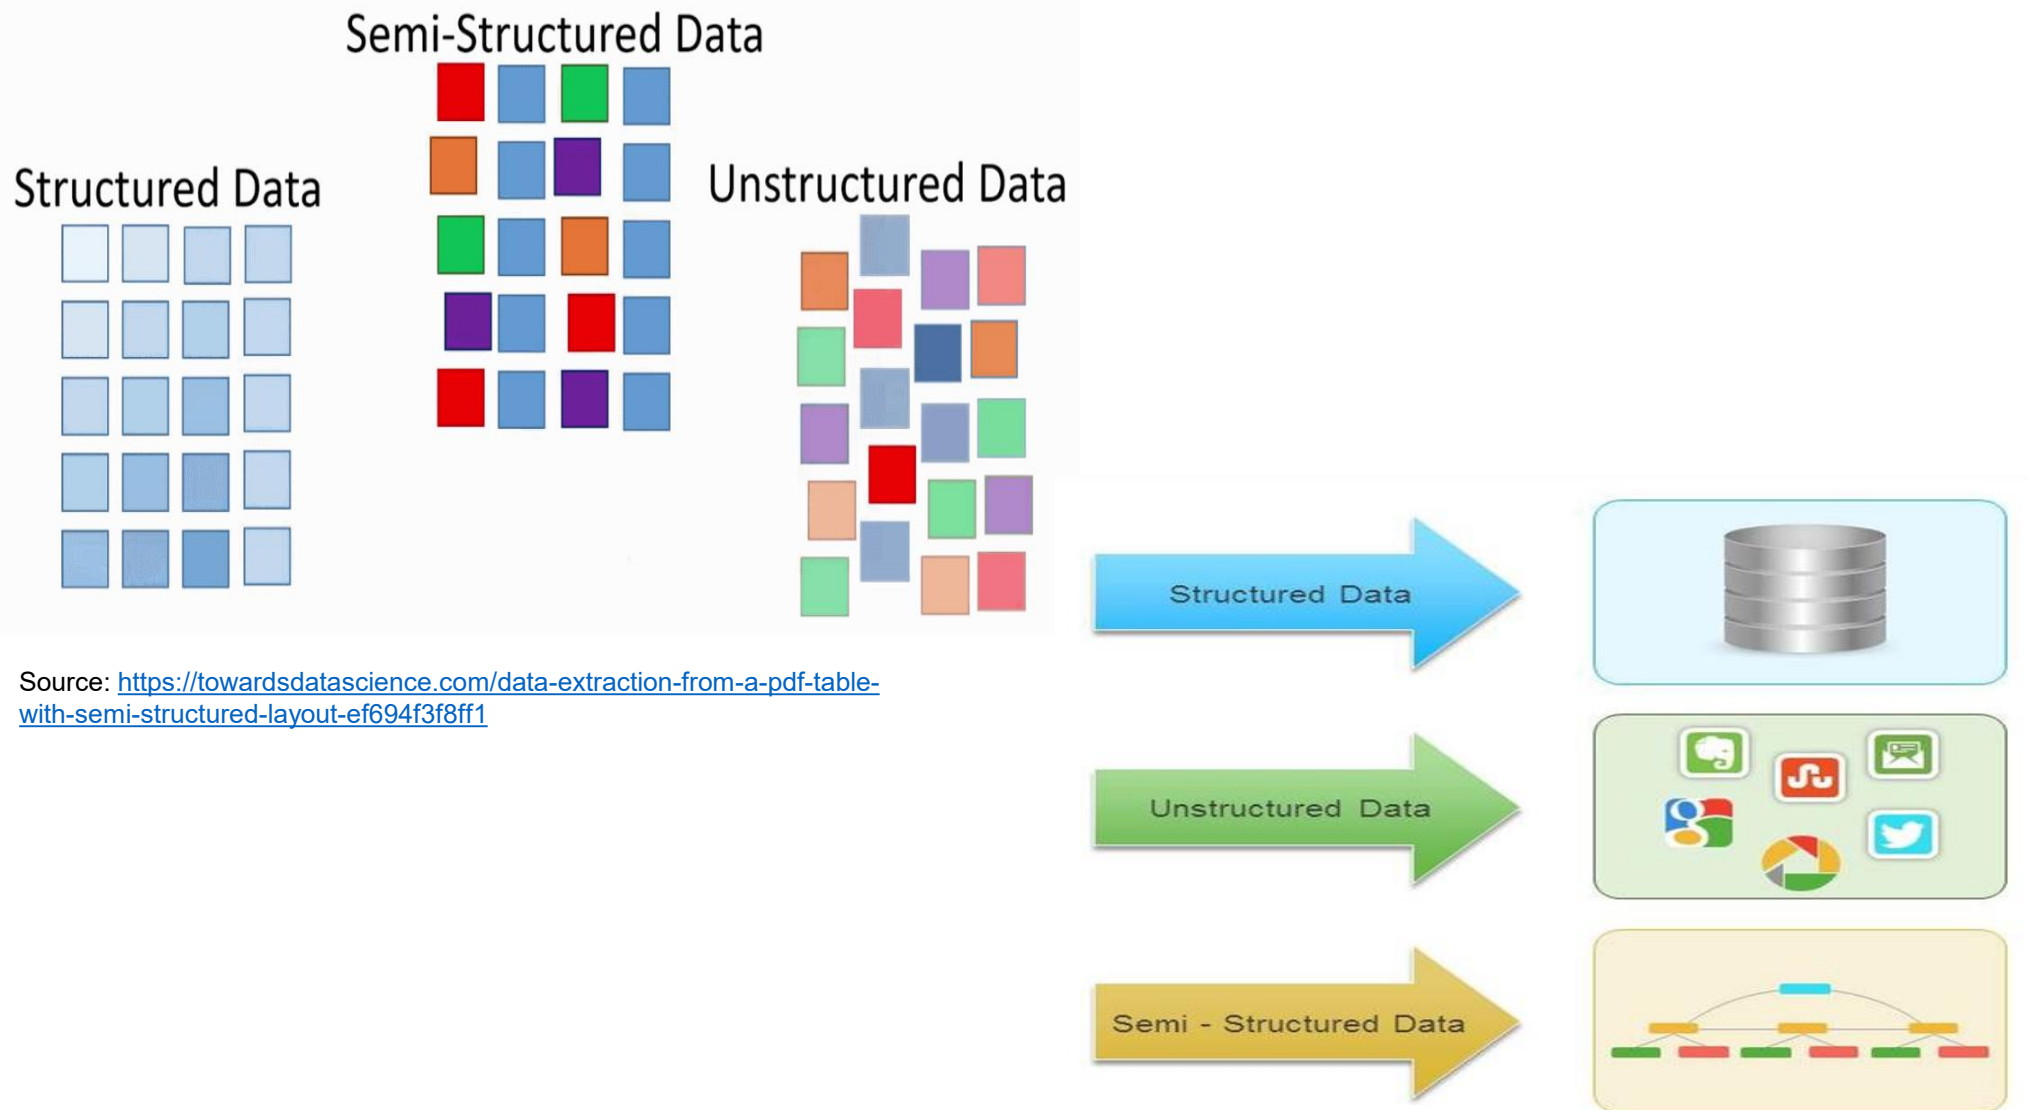 Semi-Structured Data
Structured Data
Unstructured Data
Source: https://towardsdatascience.com/data-extraction-from-a-pdf-table-
with-semi-structured-layout-ef694f3f8ff1
Structured Data
Unstructured Data
Semi - Structured Data